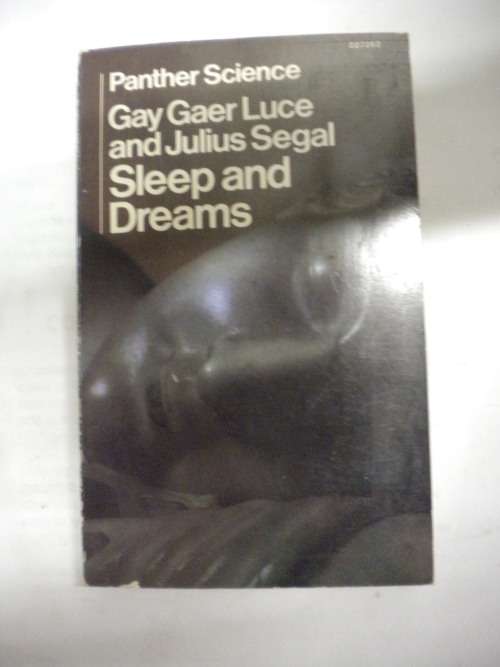 Panther Science
Gay Gaer Luce
and Julius Segal
Sleep and
Dreams